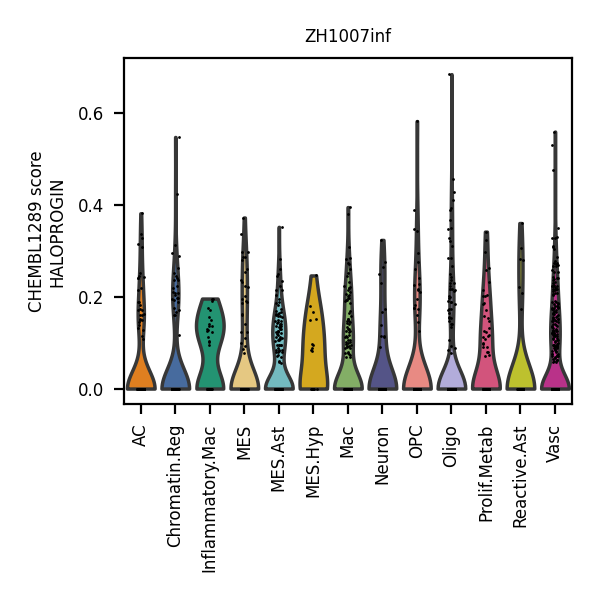 ZH1007inf
CHEMBL1289 score
HALOPROGIN
0.6
0.4
0.2
0.0
AC
Chromatin.Reg
Inflammatory.Mac
MES
MES.Ast
MES.Hyp
Mac
Neuron
OPC
Oligo
Prolif.Metab
Reactive.Ast
Vasc